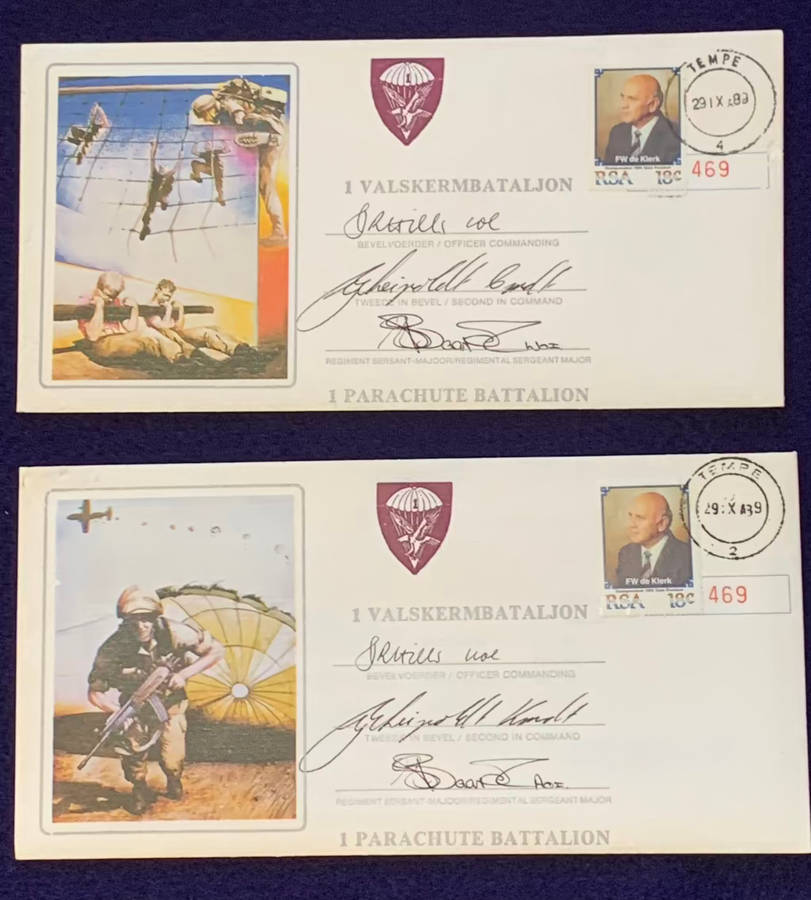 TEMPE
29 IX 89
4
FW de Klerk
RSA 18c
469
1 VALSKERMBATALJON
BEVELVOERDER / OFFICER COMMANDING
TWEEDE IN BEVEL / SECOND IN COMMAND
WOI
REGIMENT SERSANT-MAJOOR/REGIMENTAL SERGEANT MAJOR
1 PARACHUTE BATTALION
1
TEMPE
29 IX 89
2
FW de Klerk
RSA 18c
469
1 VALSKERMBATALJON
BEVELVOERDER / OFFICER COMMANDING
TWEEDE IN BEVEL / SECOND IN COMMAND
REGIMENT SERSANT-MAJOOR/REGIMENTAL SERGEANT MAJOR
1 PARACHUTE BATTALION